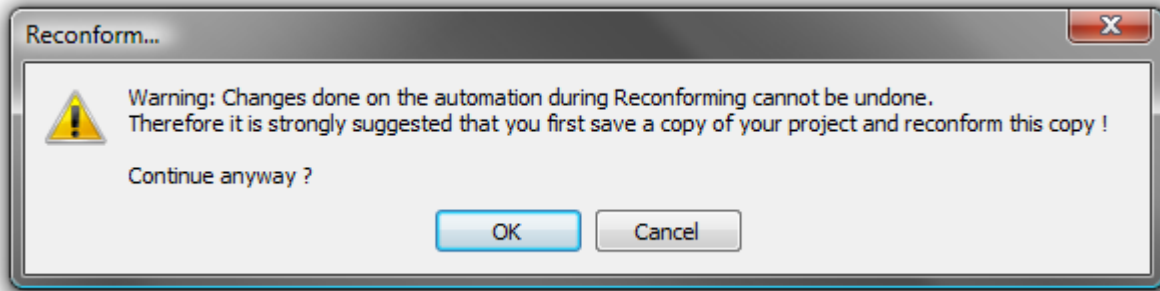 Reconform...
Warning: Changes done on the automation during Reconforming cannot be undone.
Therefore it is strongly suggested that you first save a copy of your project and reconform this copy !
Continue anyway ?
OK
Cancel